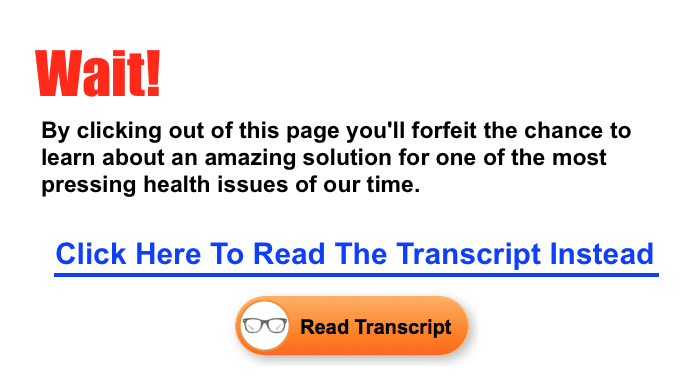 Wait!
By clicking out of this page you'll forfeit the chance to
learn about an amazing solution for one of the most
pressing health issues of our time.
Click Here To Read The Transcript Instead
Read Transcript